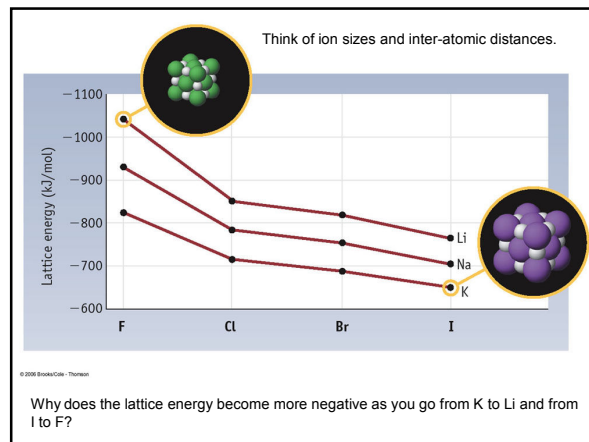 Think of ion sizes and inter-atomic distances.
Lattice energy (kJ/mol)
−1100
−1000
−900
−800
−700
−600
Li
Na
K
F Cl Br I
© 2006 Brooks/Cole - Thomson
Why does the lattice energy become more negative as you go from K to Li and from
I to F?